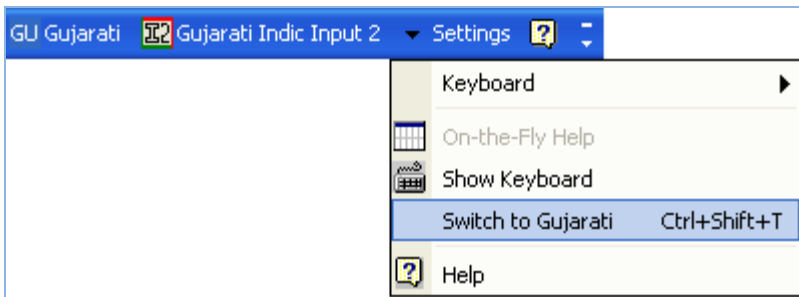 GU Gujarati I2 Gujarati Indic Input 2 Settings ?
Keyboard
On-the-Fly Help
Show Keyboard
Switch to Gujarati Ctrl+Shift+T
? Help